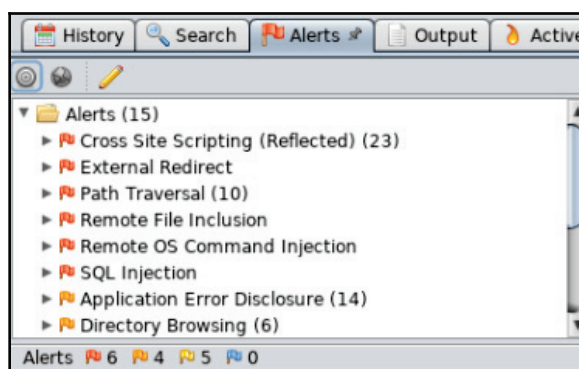 History Search Alerts Output Active
Alerts (15)
Cross Site Scripting (Reflected) (23)
External Redirect
Path Traversal (10)
Remote File Inclusion
Remote OS Command Injection
SQL Injection
Application Error Disclosure (14)
Directory Browsing (6)
Alerts 6 4 5 0